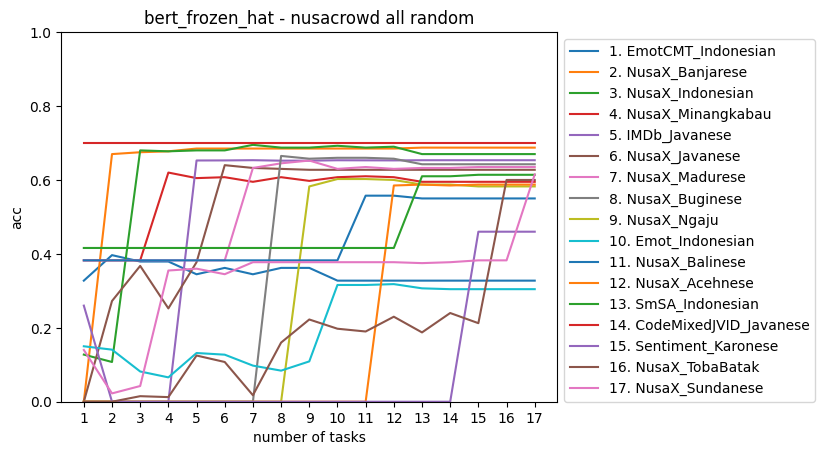 bert_frozen_hat - nusacrowd all random
1.0
0.8
0.6
0.4
0.2
0.0
acc
1 2 3 4 5 6 7 8 9 10 11 12 13 14 15 16 17
number of tasks
1. EmotCMT_Indonesian
2. NusaX_Banjarese
3. NusaX_Indonesian
4. NusaX_Minangkabau
5. IMDb_Javanese
6. NusaX_Javanese
7. NusaX_Madurese
8. NusaX_Buginese
9. NusaX_Ngaju
10. Emot_Indonesian
11. NusaX_Balinese
12. NusaX_Acehnese
13. SmSA_Indonesian
14. CodeMixedJVID_Javanese
15. Sentiment_Karonese
16. NusaX_TobaBatak
17. NusaX_Sundanese